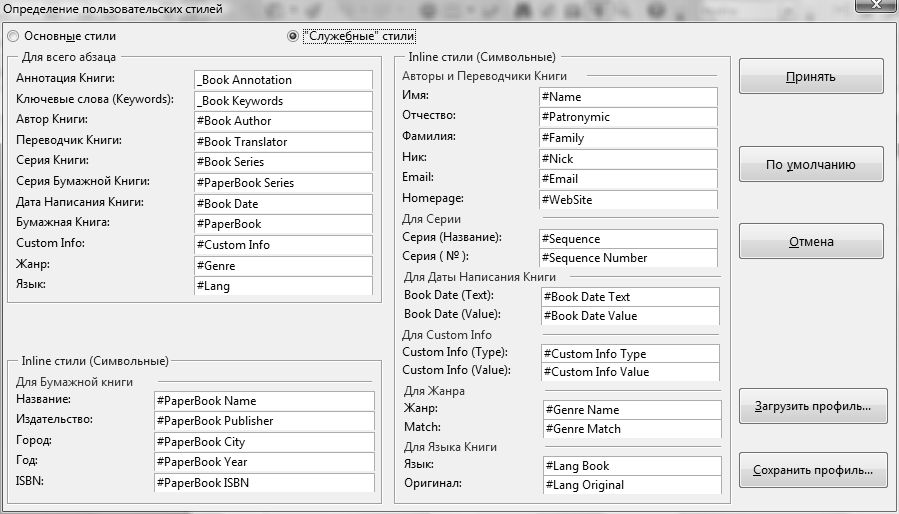 Определение пользовательских стилей
Основные стили
"Служебные" стили
Для всего абзаца
Аннотация Книги: _Book Annotation
Ключевые слова (Keywords): _Book Keywords
Автор Книги: #Book Author
Переводчик Книги: #Book Translator
Серия Книги: #Book Series
Серия Бумажной Книги: #PaperBook Series
Дата Написания Книги: #Book Date
Бумажная Книга: #PaperBook
Custom Info: #Custom Info
Жанр: #Genre
Язык: #Lang
Inline стили (Символьные)
Для Бумажной книги
Название: #PaperBook Name
Издательство: #PaperBook Publisher
Город: #PaperBook City
Год: #PaperBook Year
ISBN: #PaperBook ISBN
Inline стили (Символьные)
Авторы и Переводчики Книги
Имя: #Name
Отчество: #Patronymic
Фамилия: #Family
Ник: #Nick
Email: #Email
Homepage: #WebSite
Для Серии
Серия (Название): #Sequence
Серия ( № ): #Sequence Number
Для Даты Написания Книги
Book Date (Text): #Book Date Text
Book Date (Value): #Book Date Value
Для Custom Info
Custom Info (Type): #Custom Info Type
Custom Info (Value): #Custom Info Value
Для Жанра
Жанр: #Genre Name
Match: #Genre Match
Для Языка Книги
Язык: #Lang Book
Оригинал: #Lang Original
Принять
По умолчанию
Отмена
Загрузить профиль...
Сохранить профиль...